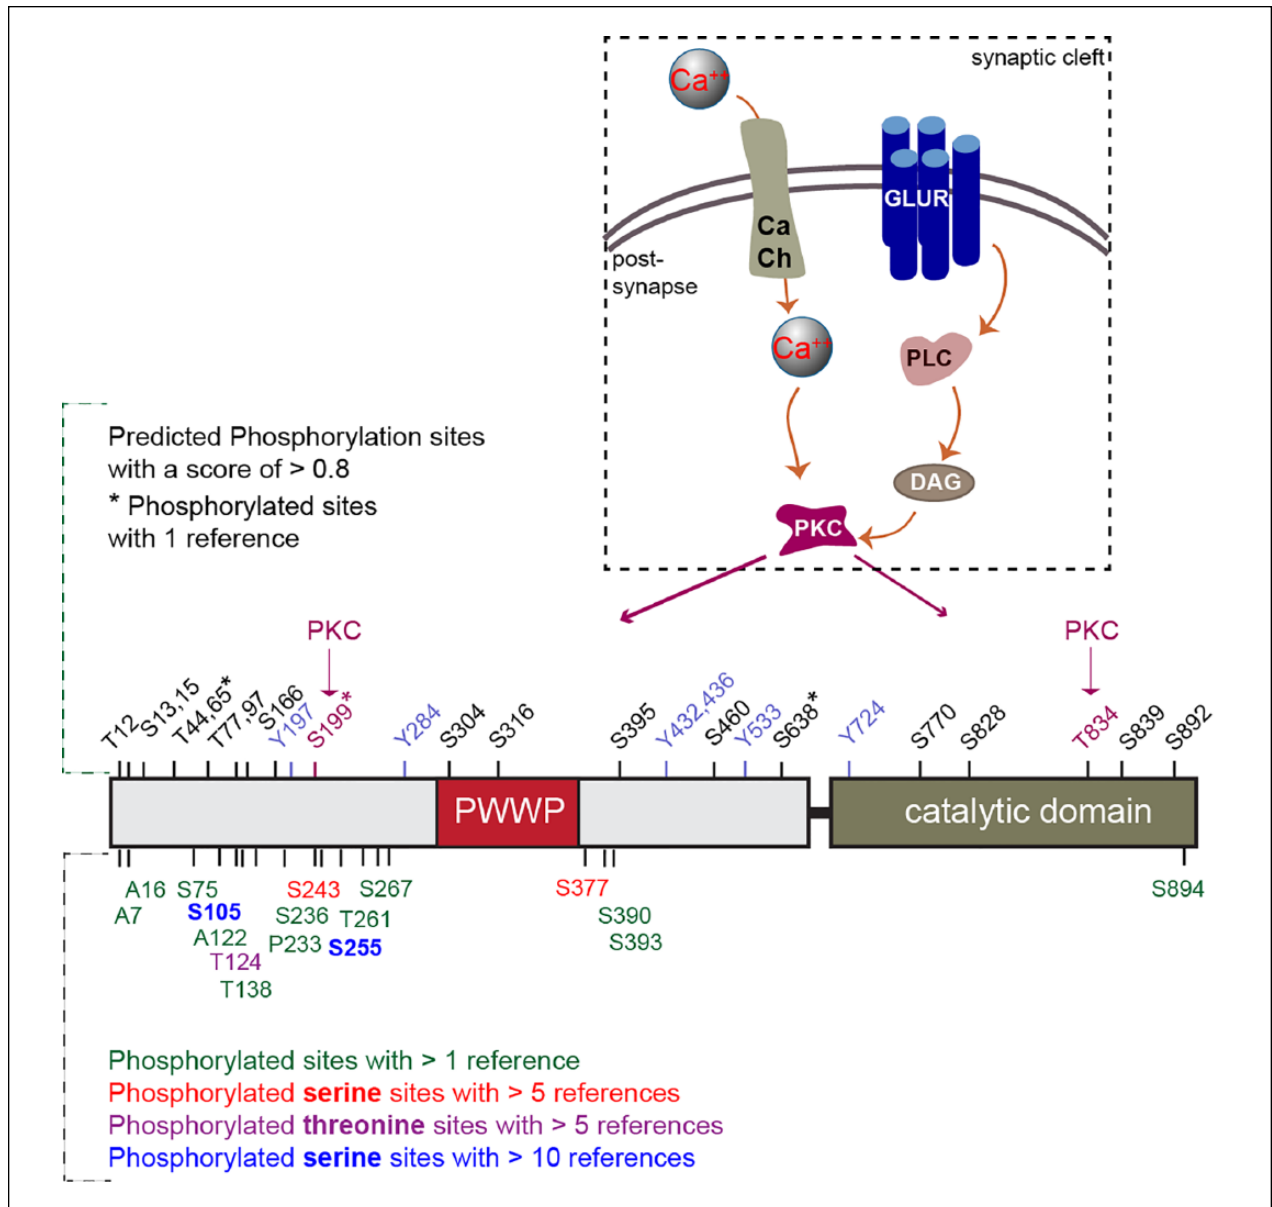 synaptic cleft
Ca++
GLUR
Ca
Ch
post-
synapse
Ca++
PLC
DAG
PKC
Predicted Phosphorylation sites
with a score of > 0.8
* Phosphorylated sites
with 1 reference
PKC
PKC
T12
S13,15
T44,65*
T77,97
S166
Y197
S199*
Y284
S304
S316
S395
Y432,436
S460
Y533
S638*
Y724
S770
S828
T834
S839
S892
PWWP
catalytic domain
A16
S75
S243
S267
S377
S894
A7
S105
S236
T261
S390
A122
P233
S255
S393
T124
T138
Phosphorylated sites with > 1 reference
Phosphorylated serine sites with > 5 references
Phosphorylated threonine sites with > 5 references
Phosphorylated serine sites with > 10 references